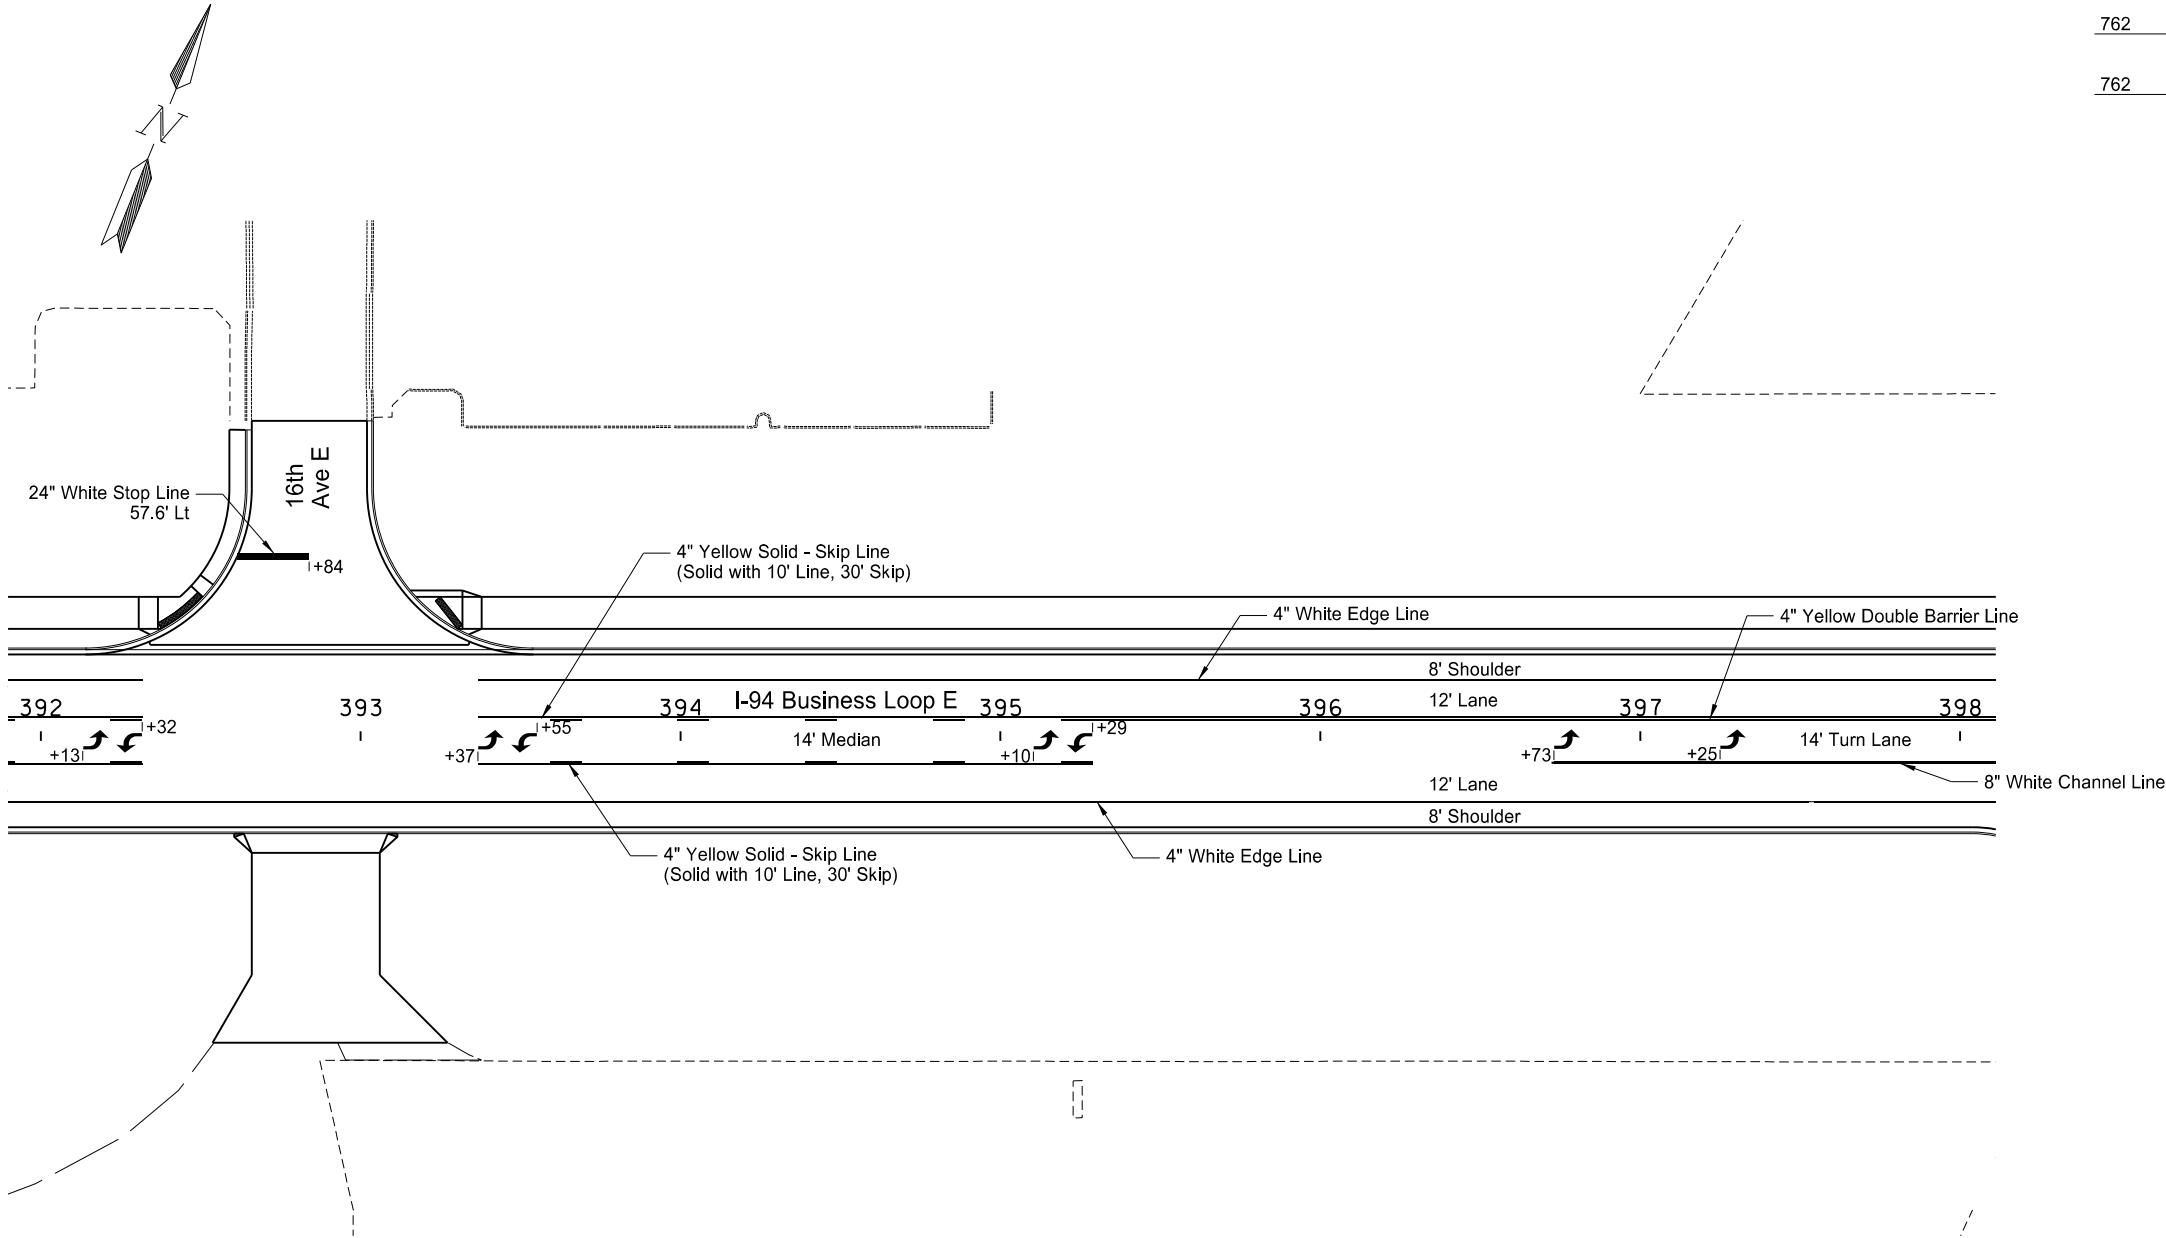 762
762
N
16th
Ave E
24" White Stop Line
57.6' Lt
+84
4" Yellow Solid - Skip Line
(Solid with 10' Line, 30' Skip)
4" White Edge Line
4" Yellow Double Barrier Line
8' Shoulder
I-94 Business Loop E
12' Lane
392
393
394
395
396
397
398
+32
+55
+29
14' Median
14' Turn Lane
+13
+37
+10
+73
+25
8" White Channel Line
12' Lane
8' Shoulder
4" Yellow Solid - Skip Line
(Solid with 10' Line, 30' Skip)
4" White Edge Line